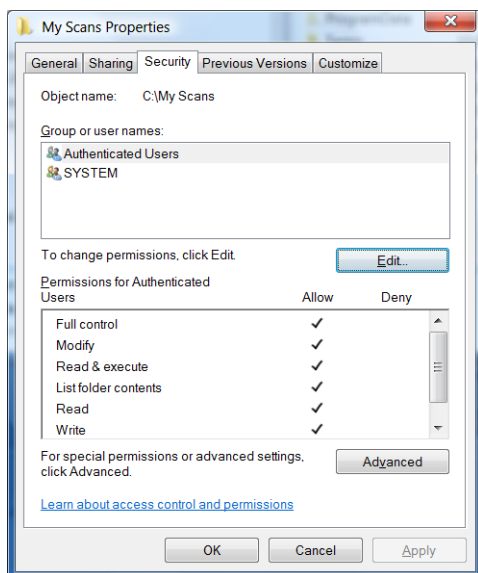 My Scans Properties
General Sharing Security Previous Versions Customize
Object name: C:\My Scans
Group or user names:
Authenticated Users
SYSTEM
To change permissions, click Edit.
Edit...
Permissions for Authenticated
Users Allow Deny
Full control ✓
Modify ✓
Read & execute ✓
List folder contents ✓
Read ✓
Write ✓
For special permissions or advanced settings,
click Advanced.
Advanced
Learn about access control and permissions
OK Cancel Apply